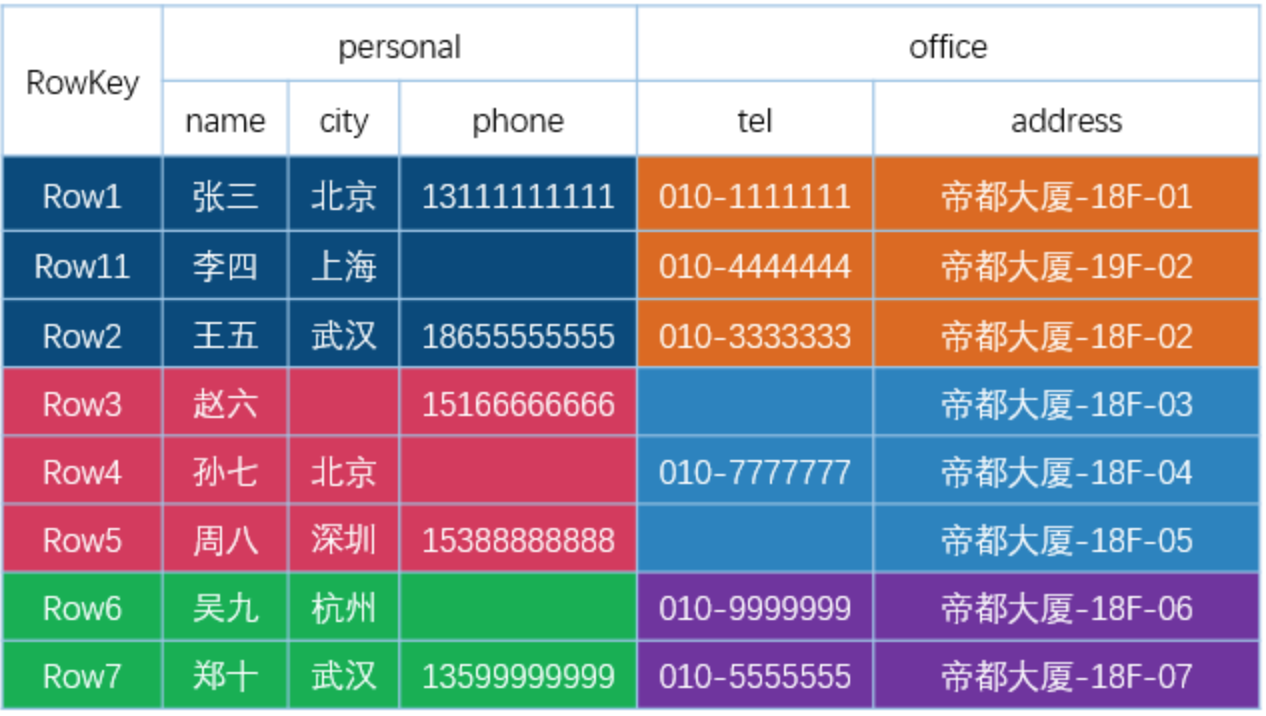 personal office
RowKey
name city phone tel address
Row1 张三 北京 13111111111 010-1111111 帝都大厦-18F-01
Row11 李四 上海 010-4444444 帝都大厦-19F-02
Row2 王五 武汉 18655555555 010-3333333 帝都大厦-18F-02
Row3 赵六 15166666666 帝都大厦-18F-03
Row4 孙七 北京 010-7777777 帝都大厦-18F-04
Row5 周八 深圳 15388888888 帝都大厦-18F-05
Row6 吴九 杭州 010-9999999 帝都大厦-18F-06
Row7 郑十 武汉 13599999999 010-5555555 帝都大厦-18F-07